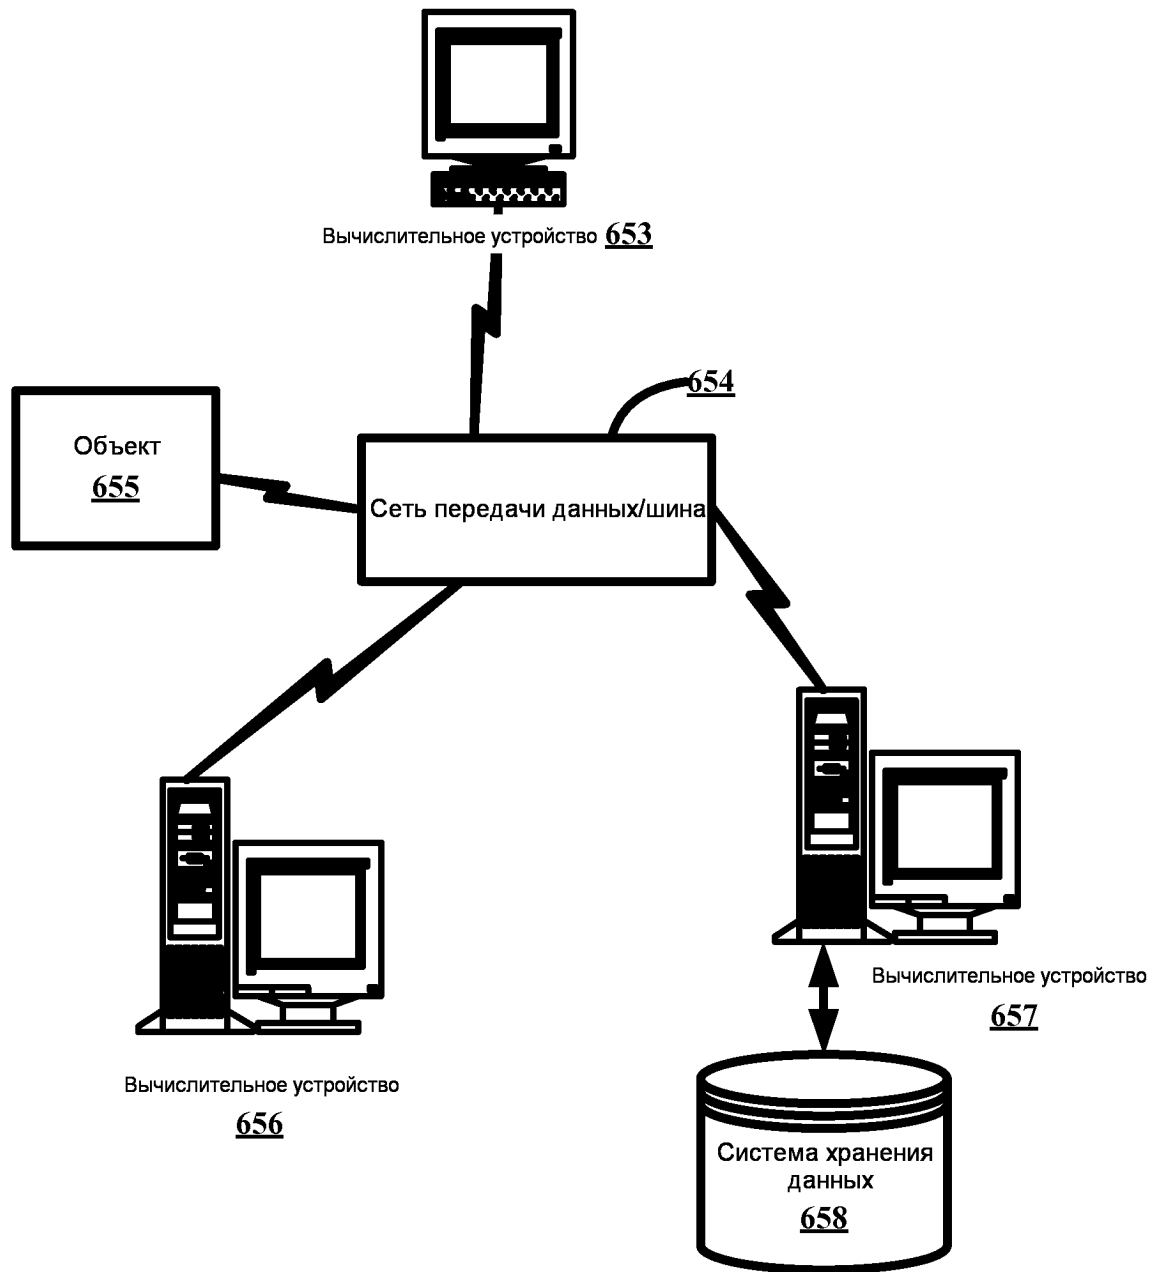 Вычислительное устройство 653
654
Объект
655
Сеть передачи данных/шина
Вычислительное устройство
657
Вычислительное устройство
656
Система хранения
данных
658